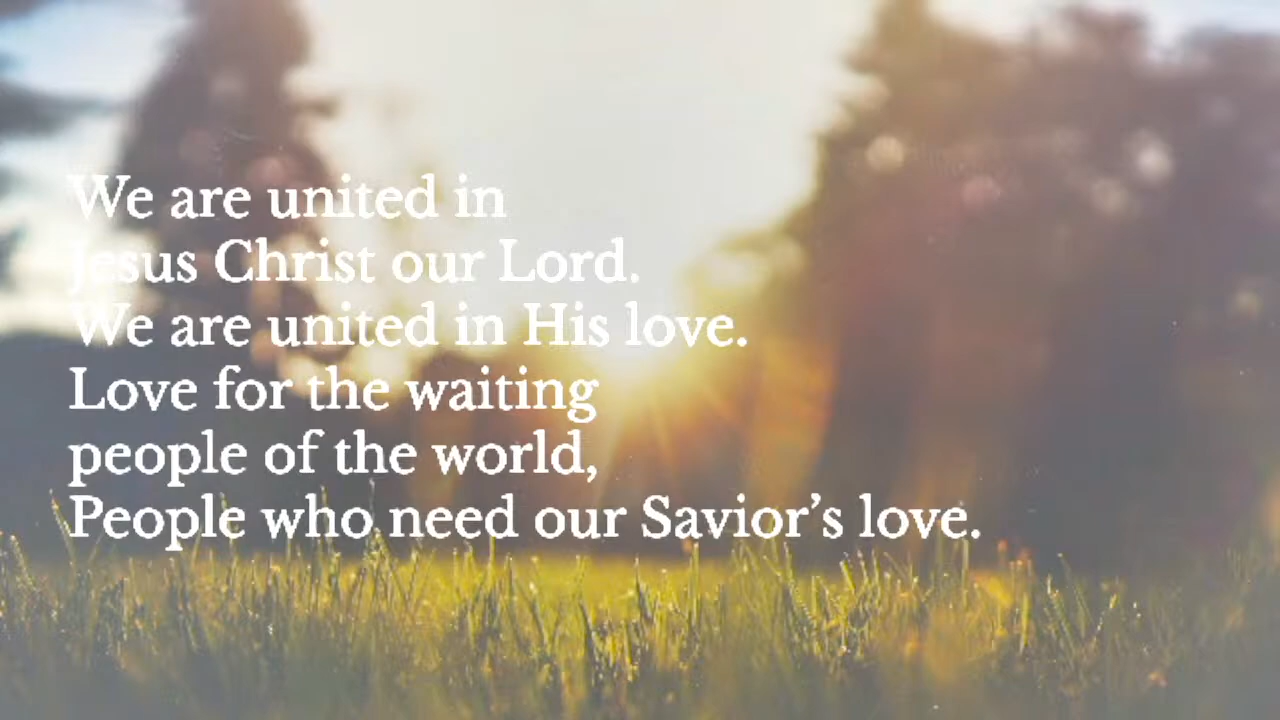 We are united in
Jesus Christ our Lord.
We are united in His love.
Love for the waiting
people of the world,
People who need our Savior’s love.